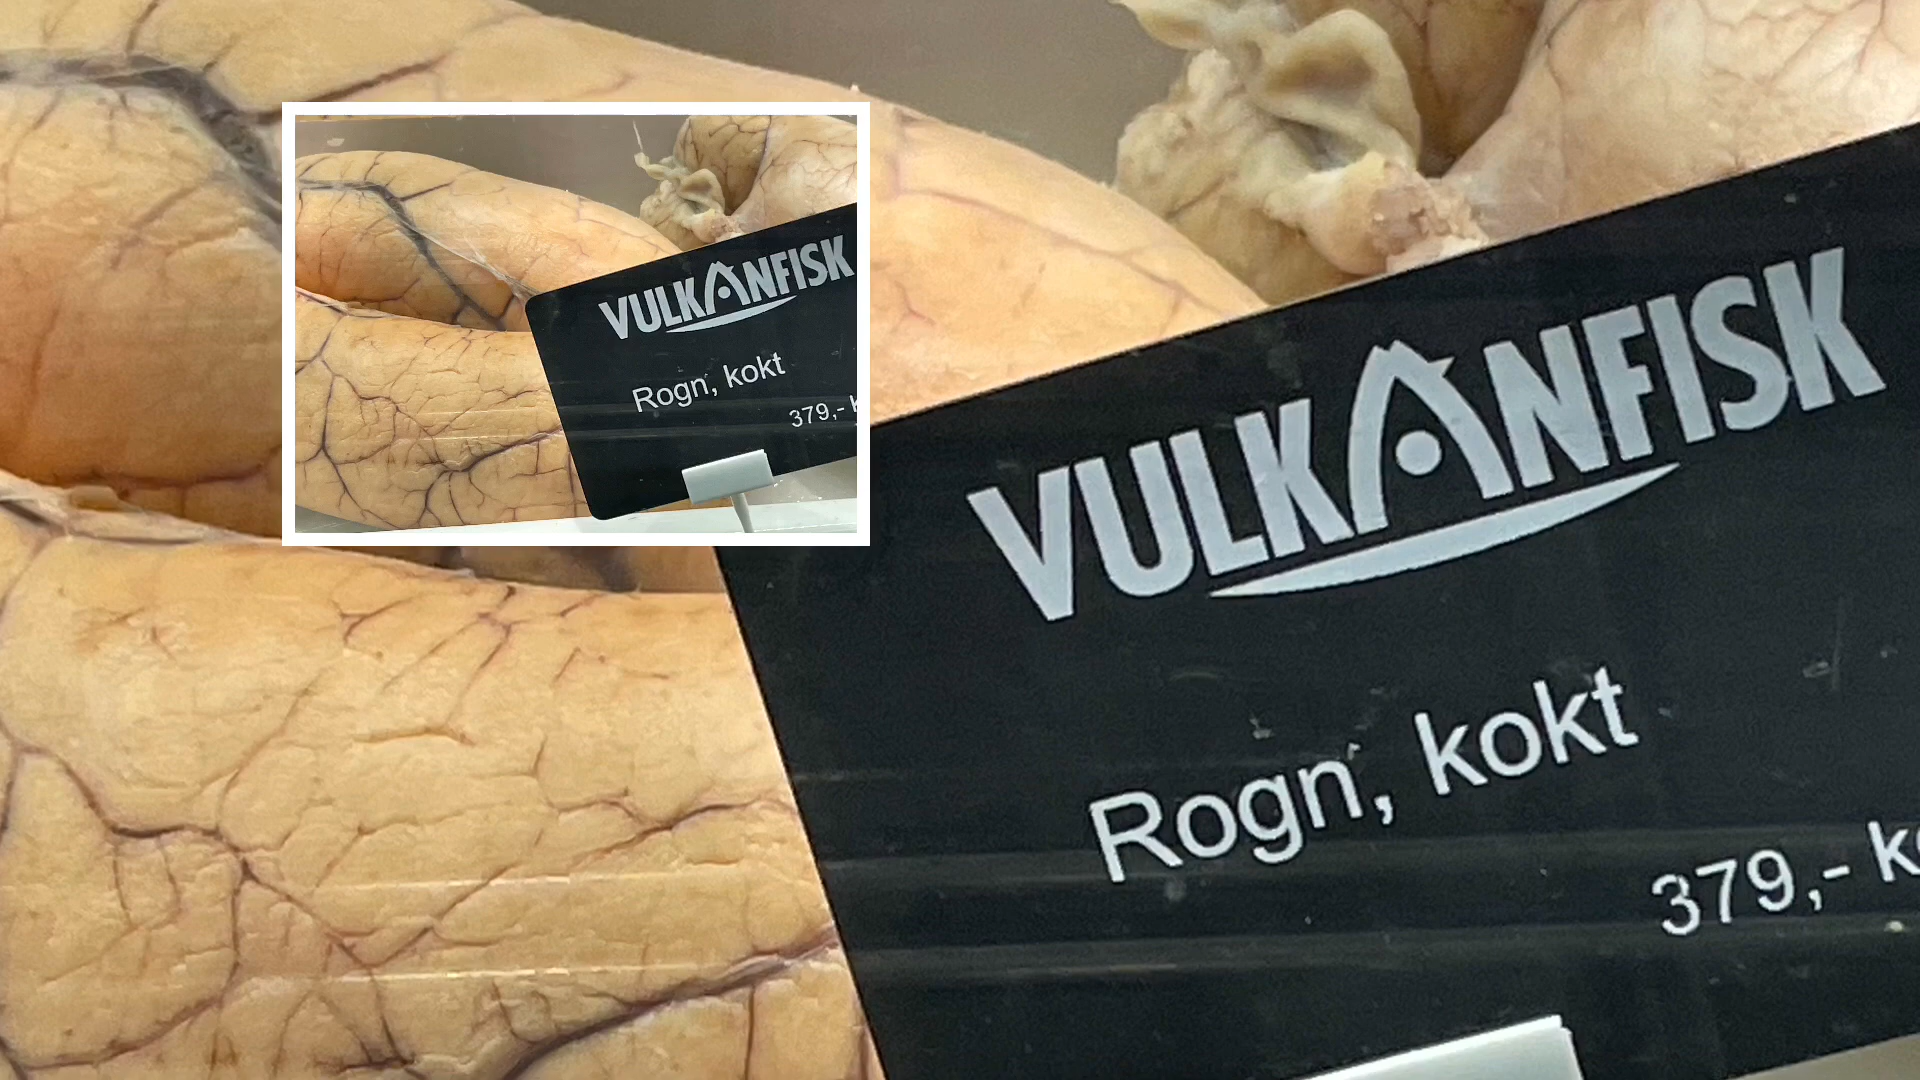 VULKANFISK
Rogn, kokt
379,- k
VULKANFISK
Rogn, kokt
379,-